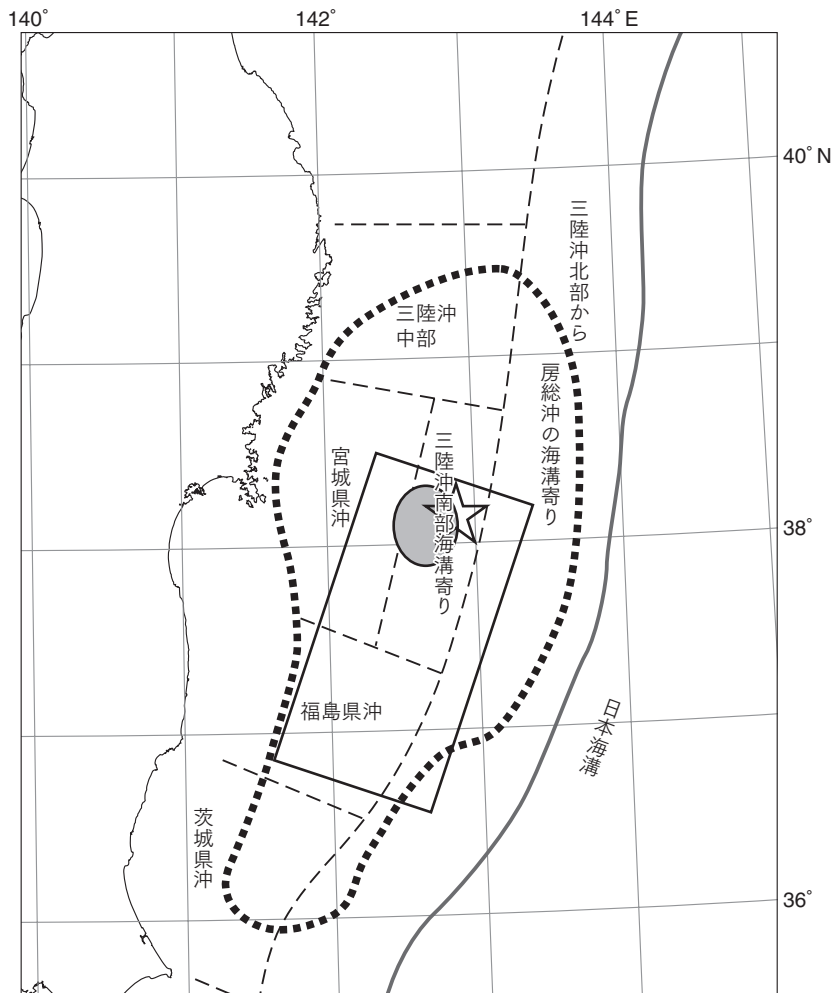 140°
142°
144°E
40°N
三陸沖北部から
房総沖の海溝寄り
三陸沖
中部
宮城県沖
三陸沖南部海溝寄り
38°
福島県沖
日本海溝
茨城県沖
36°